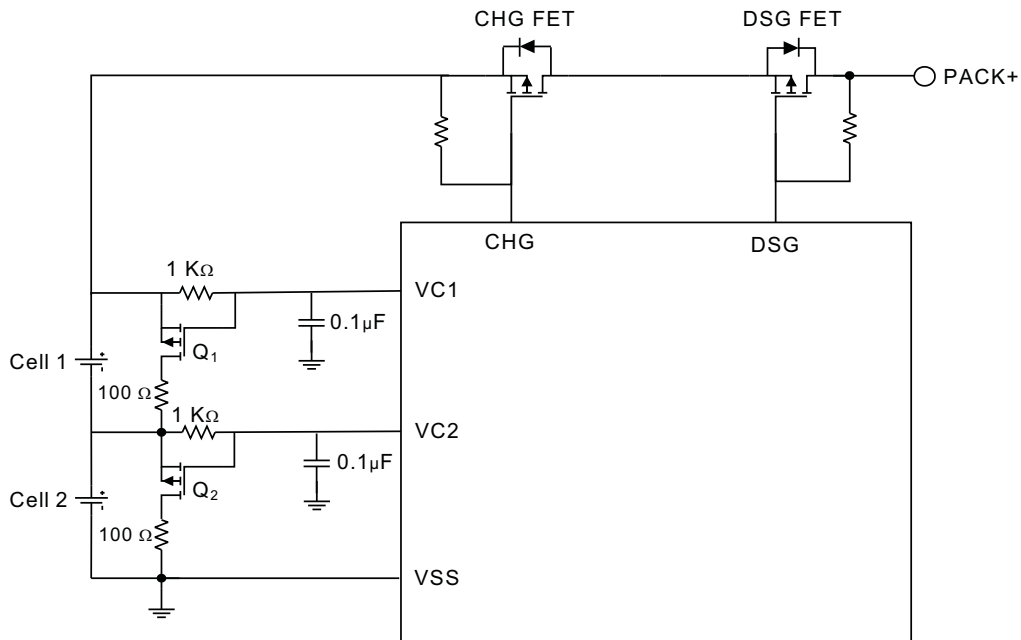 CHG FET
DSG FET
PACK+
CHG
DSG
1 KΩ
VC1
0.1µF
Q1
Cell 1
100 Ω
1 KΩ
VC2
0.1µF
Q2
Cell 2
100 Ω
VSS